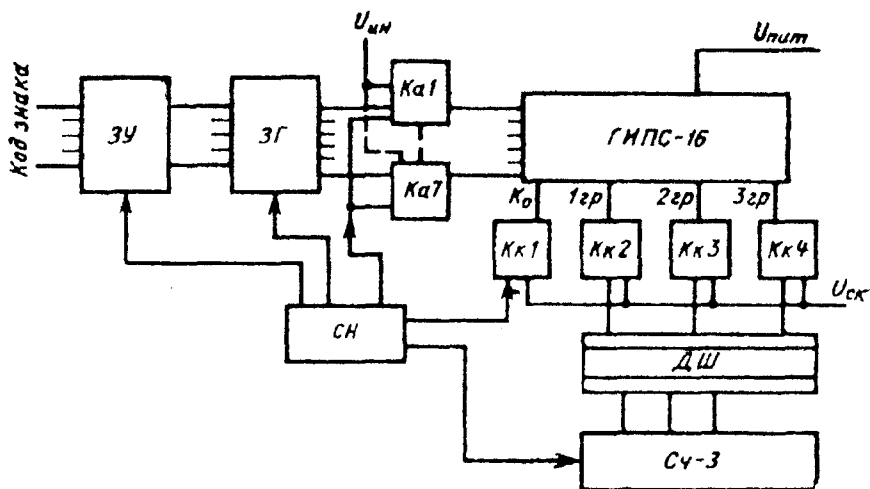 Uин
Uпит
Код знака
ЗУ
ЗГ
Ка1
ГИПС-16
Ка7
К₀
1гр
2гр
3гр
Кк1
Кк2
Кк3
Кк4
Uск
СН
ДШ
Сч-3